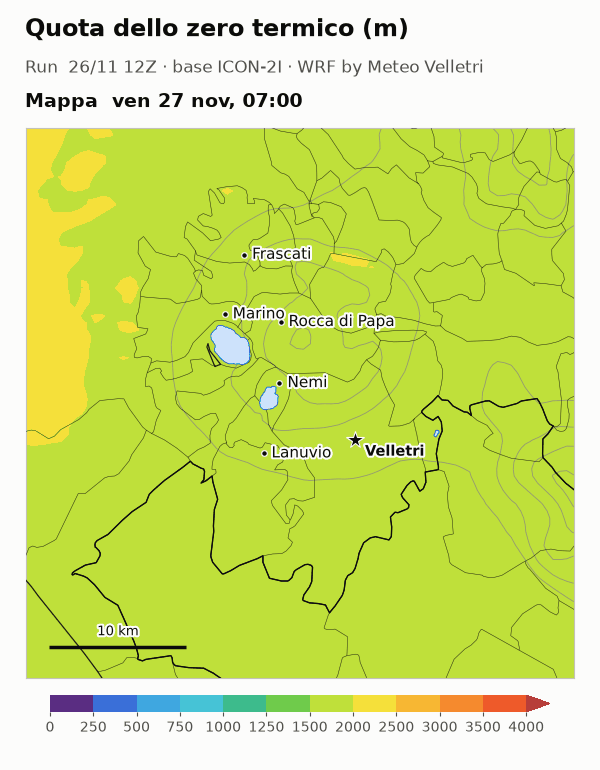 Quota dello zero termico (m)
Run  26/11 12Z · base ICON-2I · WRF by Meteo Velletri
Mappa  ven 27 nov, 07:00
Frascati
Marino
Rocca di Papa
Nemi
Velletri
Lanuvio
10 km
0 250 500 750 1000 1250 1500 2000 2500 3000 3500 4000